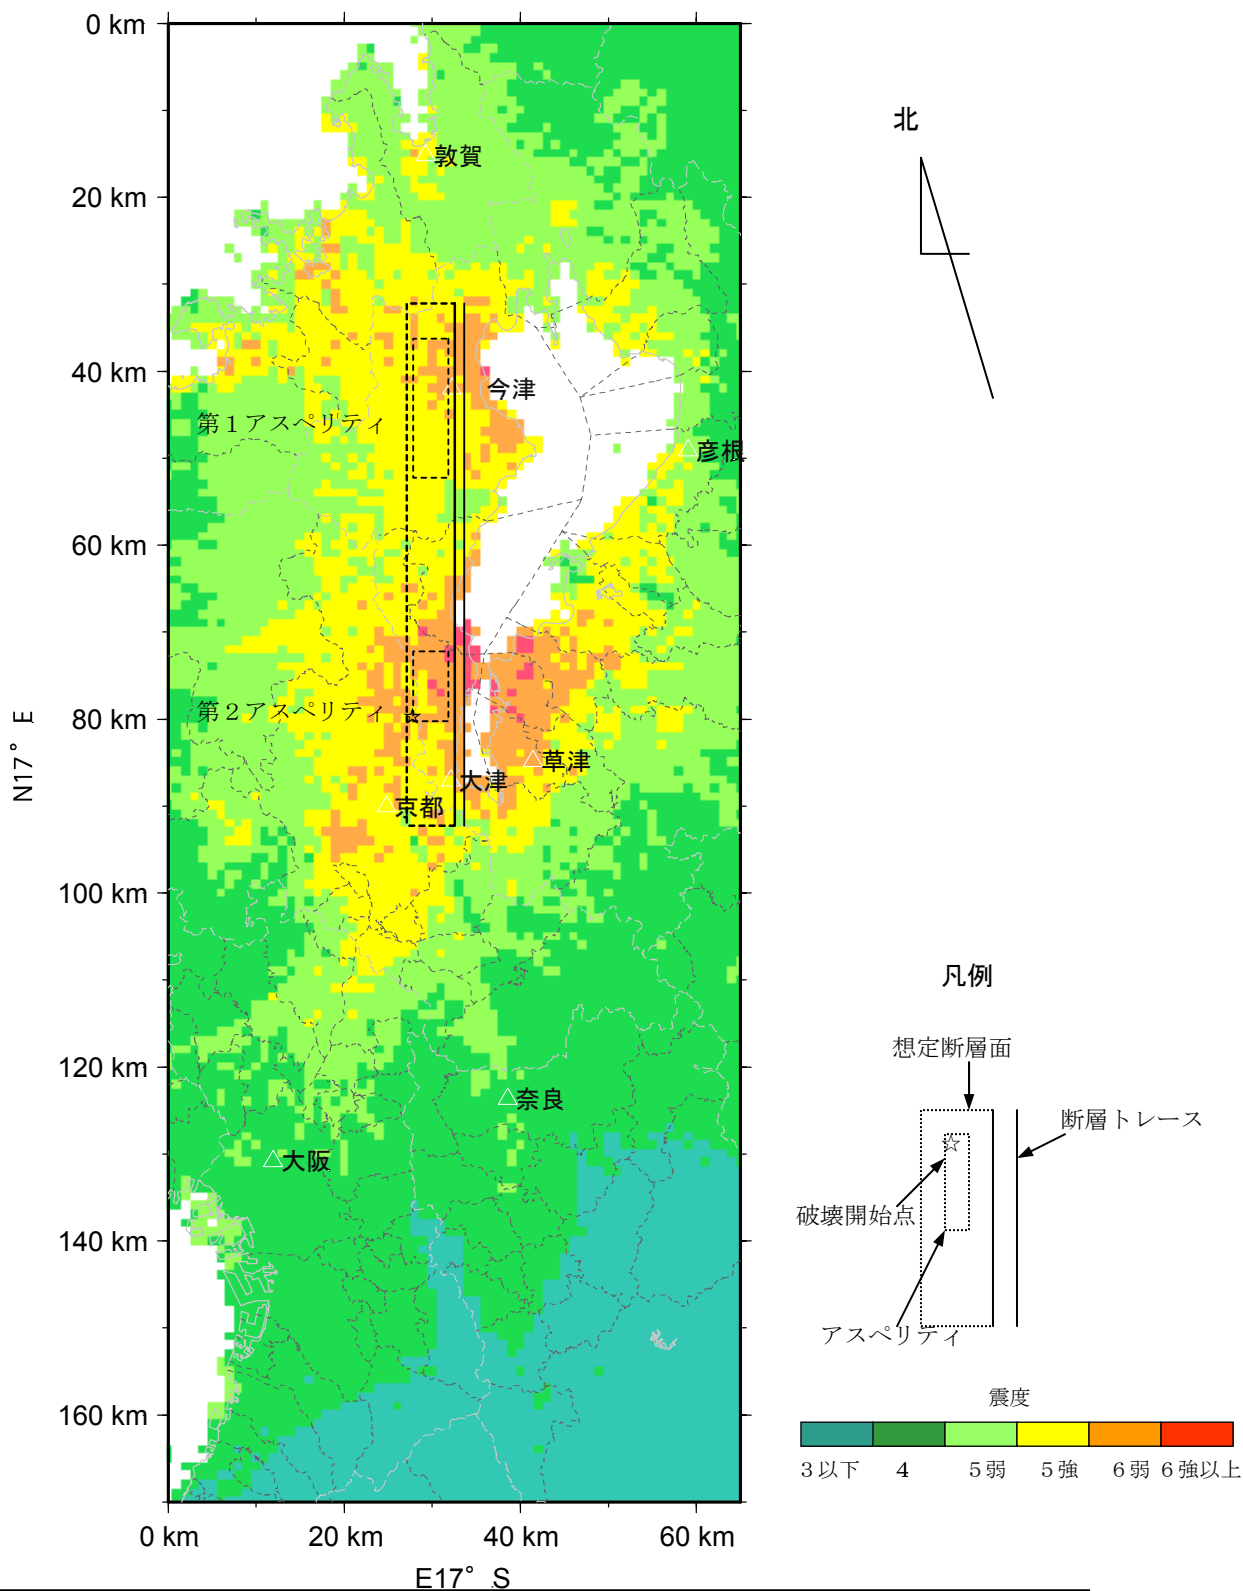 0 km
北
敦賀
20 km
40 km
今津
第１アスペリティ
彦根
60 km
第２アスペリティ
80 km
草津
大津
京都
N17° E
100 km
凡例
想定断層面
120 km
奈良
断層トレース
大阪
破壊開始点
140 km
アスペリティ
震度
160 km
３以下 4 ５弱 ５強 ６弱 ６強以上
0 km 20 km 40 km 60 km
E17° S